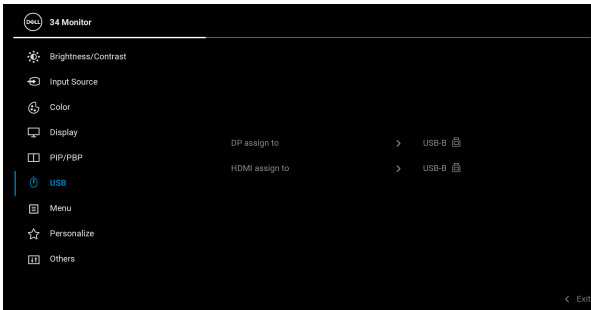 DELL 34 Monitor
Brightness/Contrast
Input Source
Color
Display
DP assign to USB-B
PIP/PBP
HDMI assign to USB-B
USB
Menu
Personalize
Others
Exit